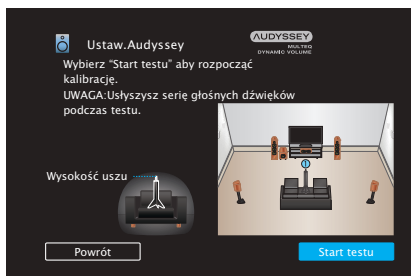 Ustaw.Audyssey
AUDYSSEY
MULTEQ
DYNAMIC VOLUME
Wybierz "Start testu" aby rozpocząć
kalibrację.
UWAGA:Usłyszysz serię głośnych dźwięków
podczas testu.
Wysokość uszu
1
Powrót
Start testu